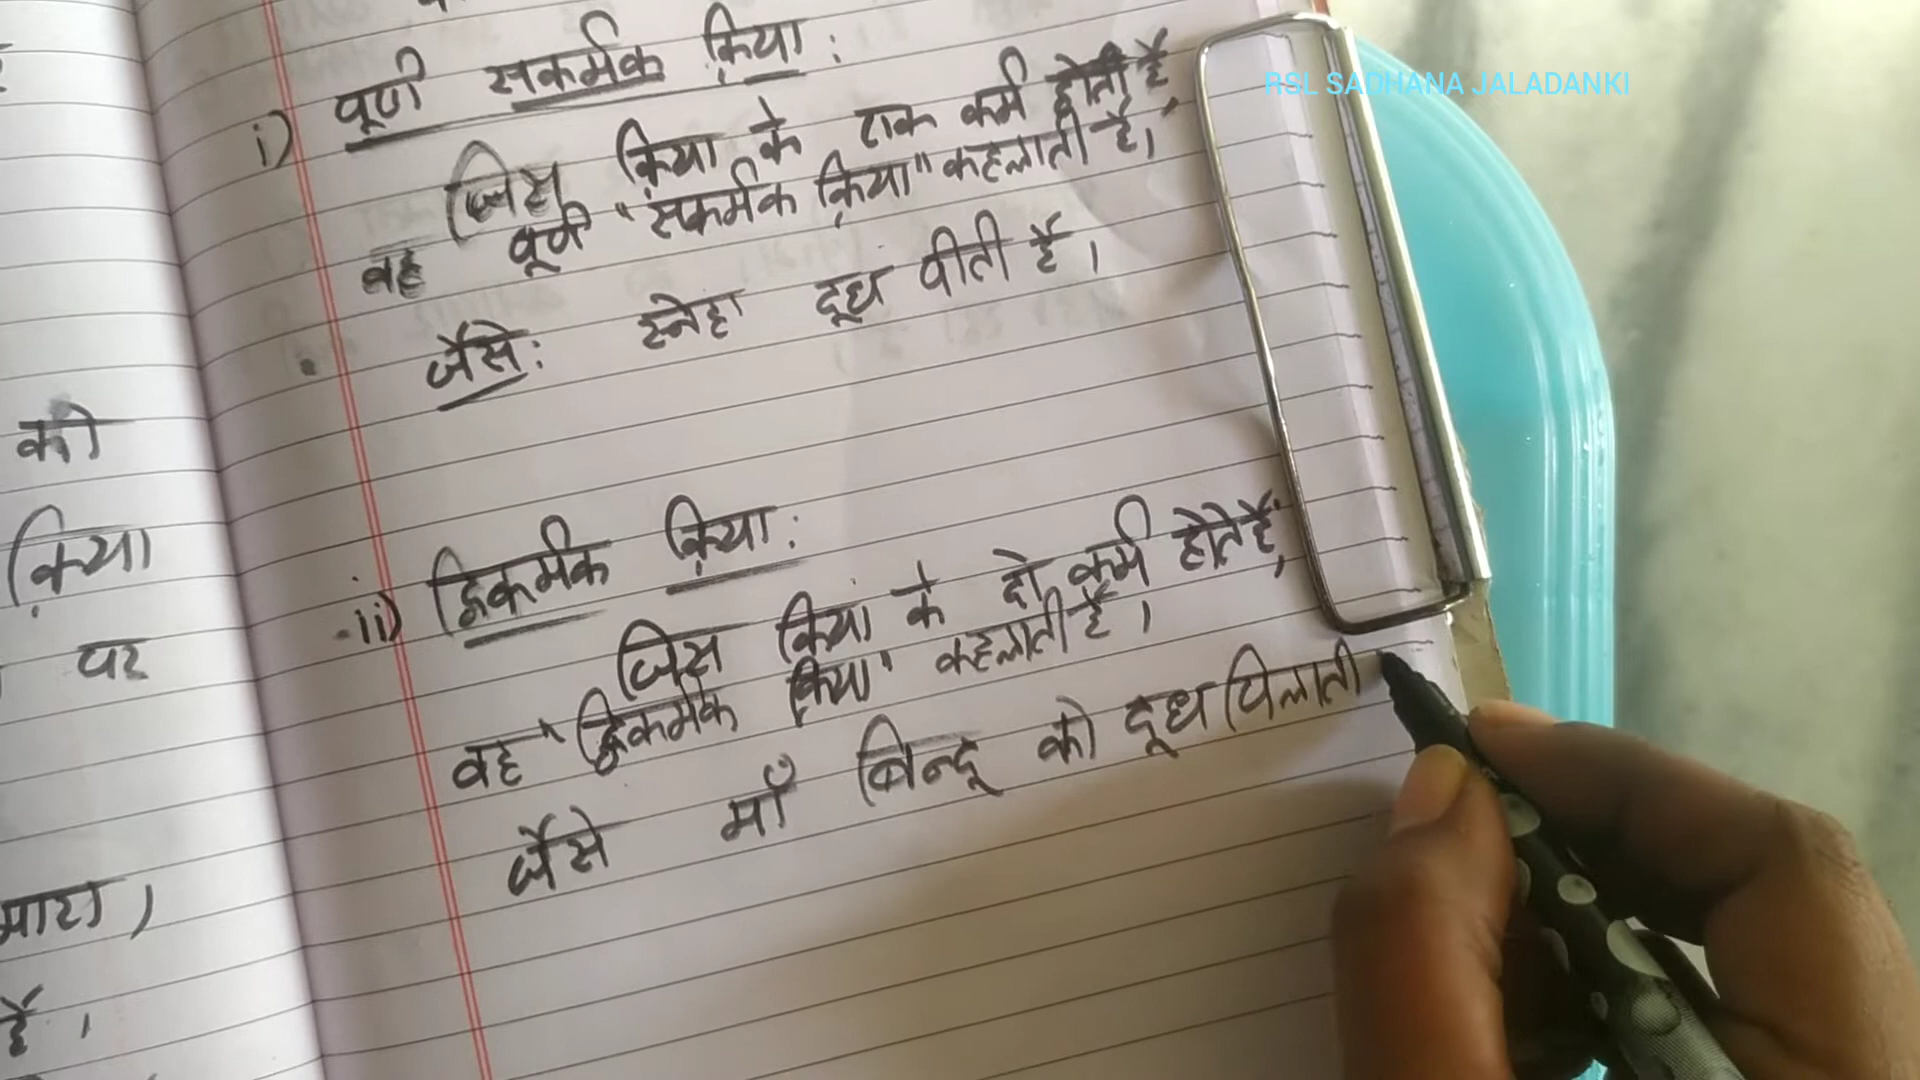 RSL SADHANA JALADANKI
i) पूर्ण सकर्मक क्रिया :
जिस क्रिया के एक कर्म होती है,
वह पूर्ण "सकर्मक क्रिया" कहलाती है।
जैसे: स्नेहा दूध पीती है।
ii) द्विकर्मक क्रिया:
जिस क्रिया के दो कर्म होते हैं,
वह "द्विकर्मक क्रिया" कहलाती है।
जैसे माँ बिन्दू को दूध पिलाती
को
क्रिया
पर
मारा,
है,